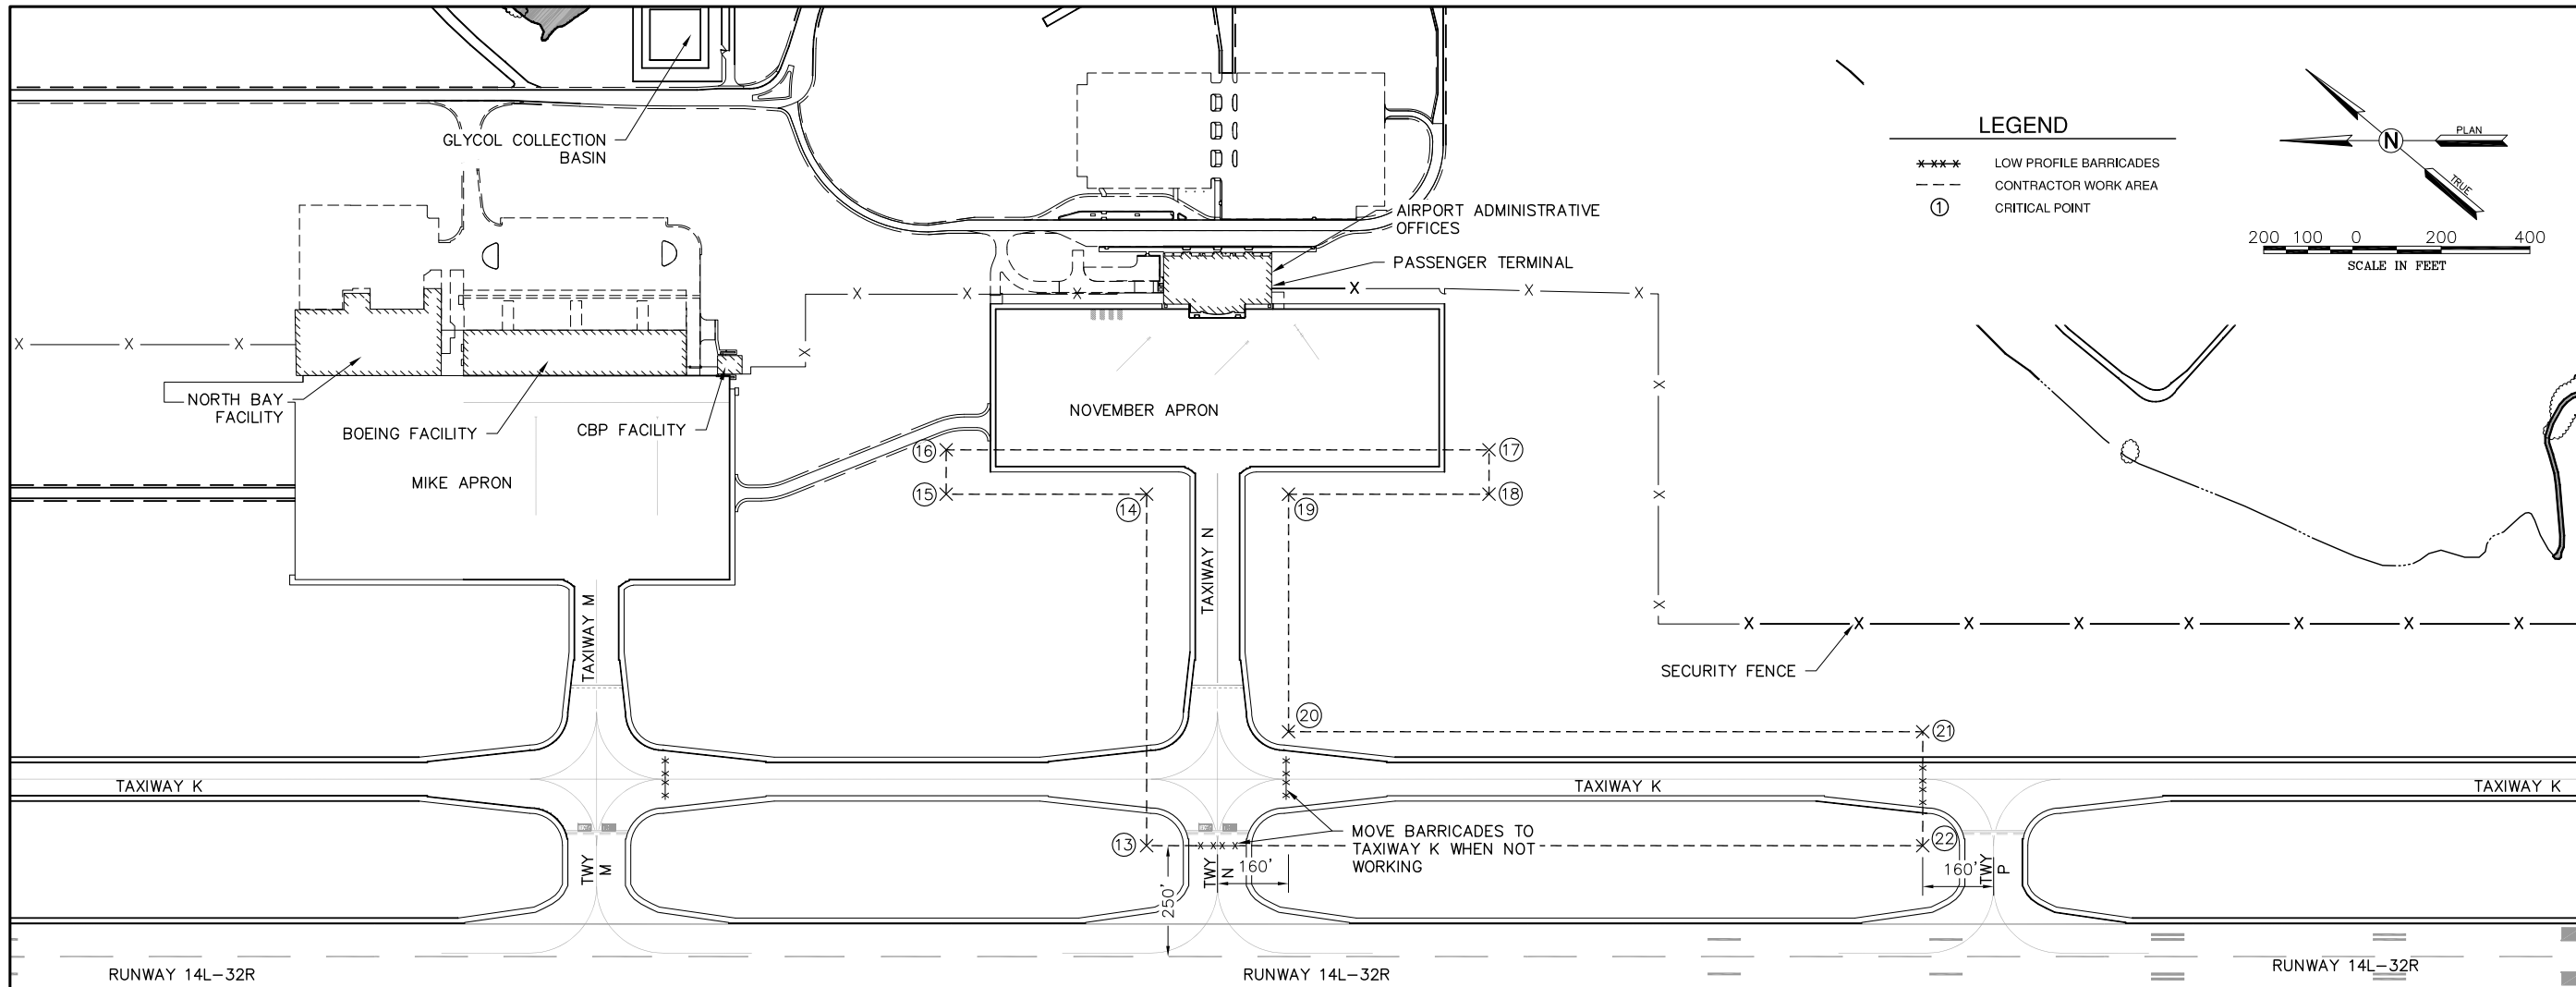 GLYCOL COLLECTION
BASIN
LEGEND
LOW PROFILE BARRICADES
CONTRACTOR WORK AREA
1 CRITICAL POINT
N
PLAN
TRUE
200 100 0 200 400
SCALE IN FEET
AIRPORT ADMINISTRATIVE
OFFICES
PASSENGER TERMINAL
NORTH BAY
FACILITY
BOEING FACILITY
CBP FACILITY
MIKE APRON
NOVEMBER APRON
16
17
15
14
19
18
TAXIWAY M
TAXIWAY N
SECURITY FENCE
20
21
TAXIWAY K
TAXIWAY K
TAXIWAY K
13
MOVE BARRICADES TO
TAXIWAY K WHEN NOT
WORKING
22
TWY
M
TWY
N
160'
160'
TWY
P
250'
RUNWAY 14L-32R
RUNWAY 14L-32R
RUNWAY 14L-32R